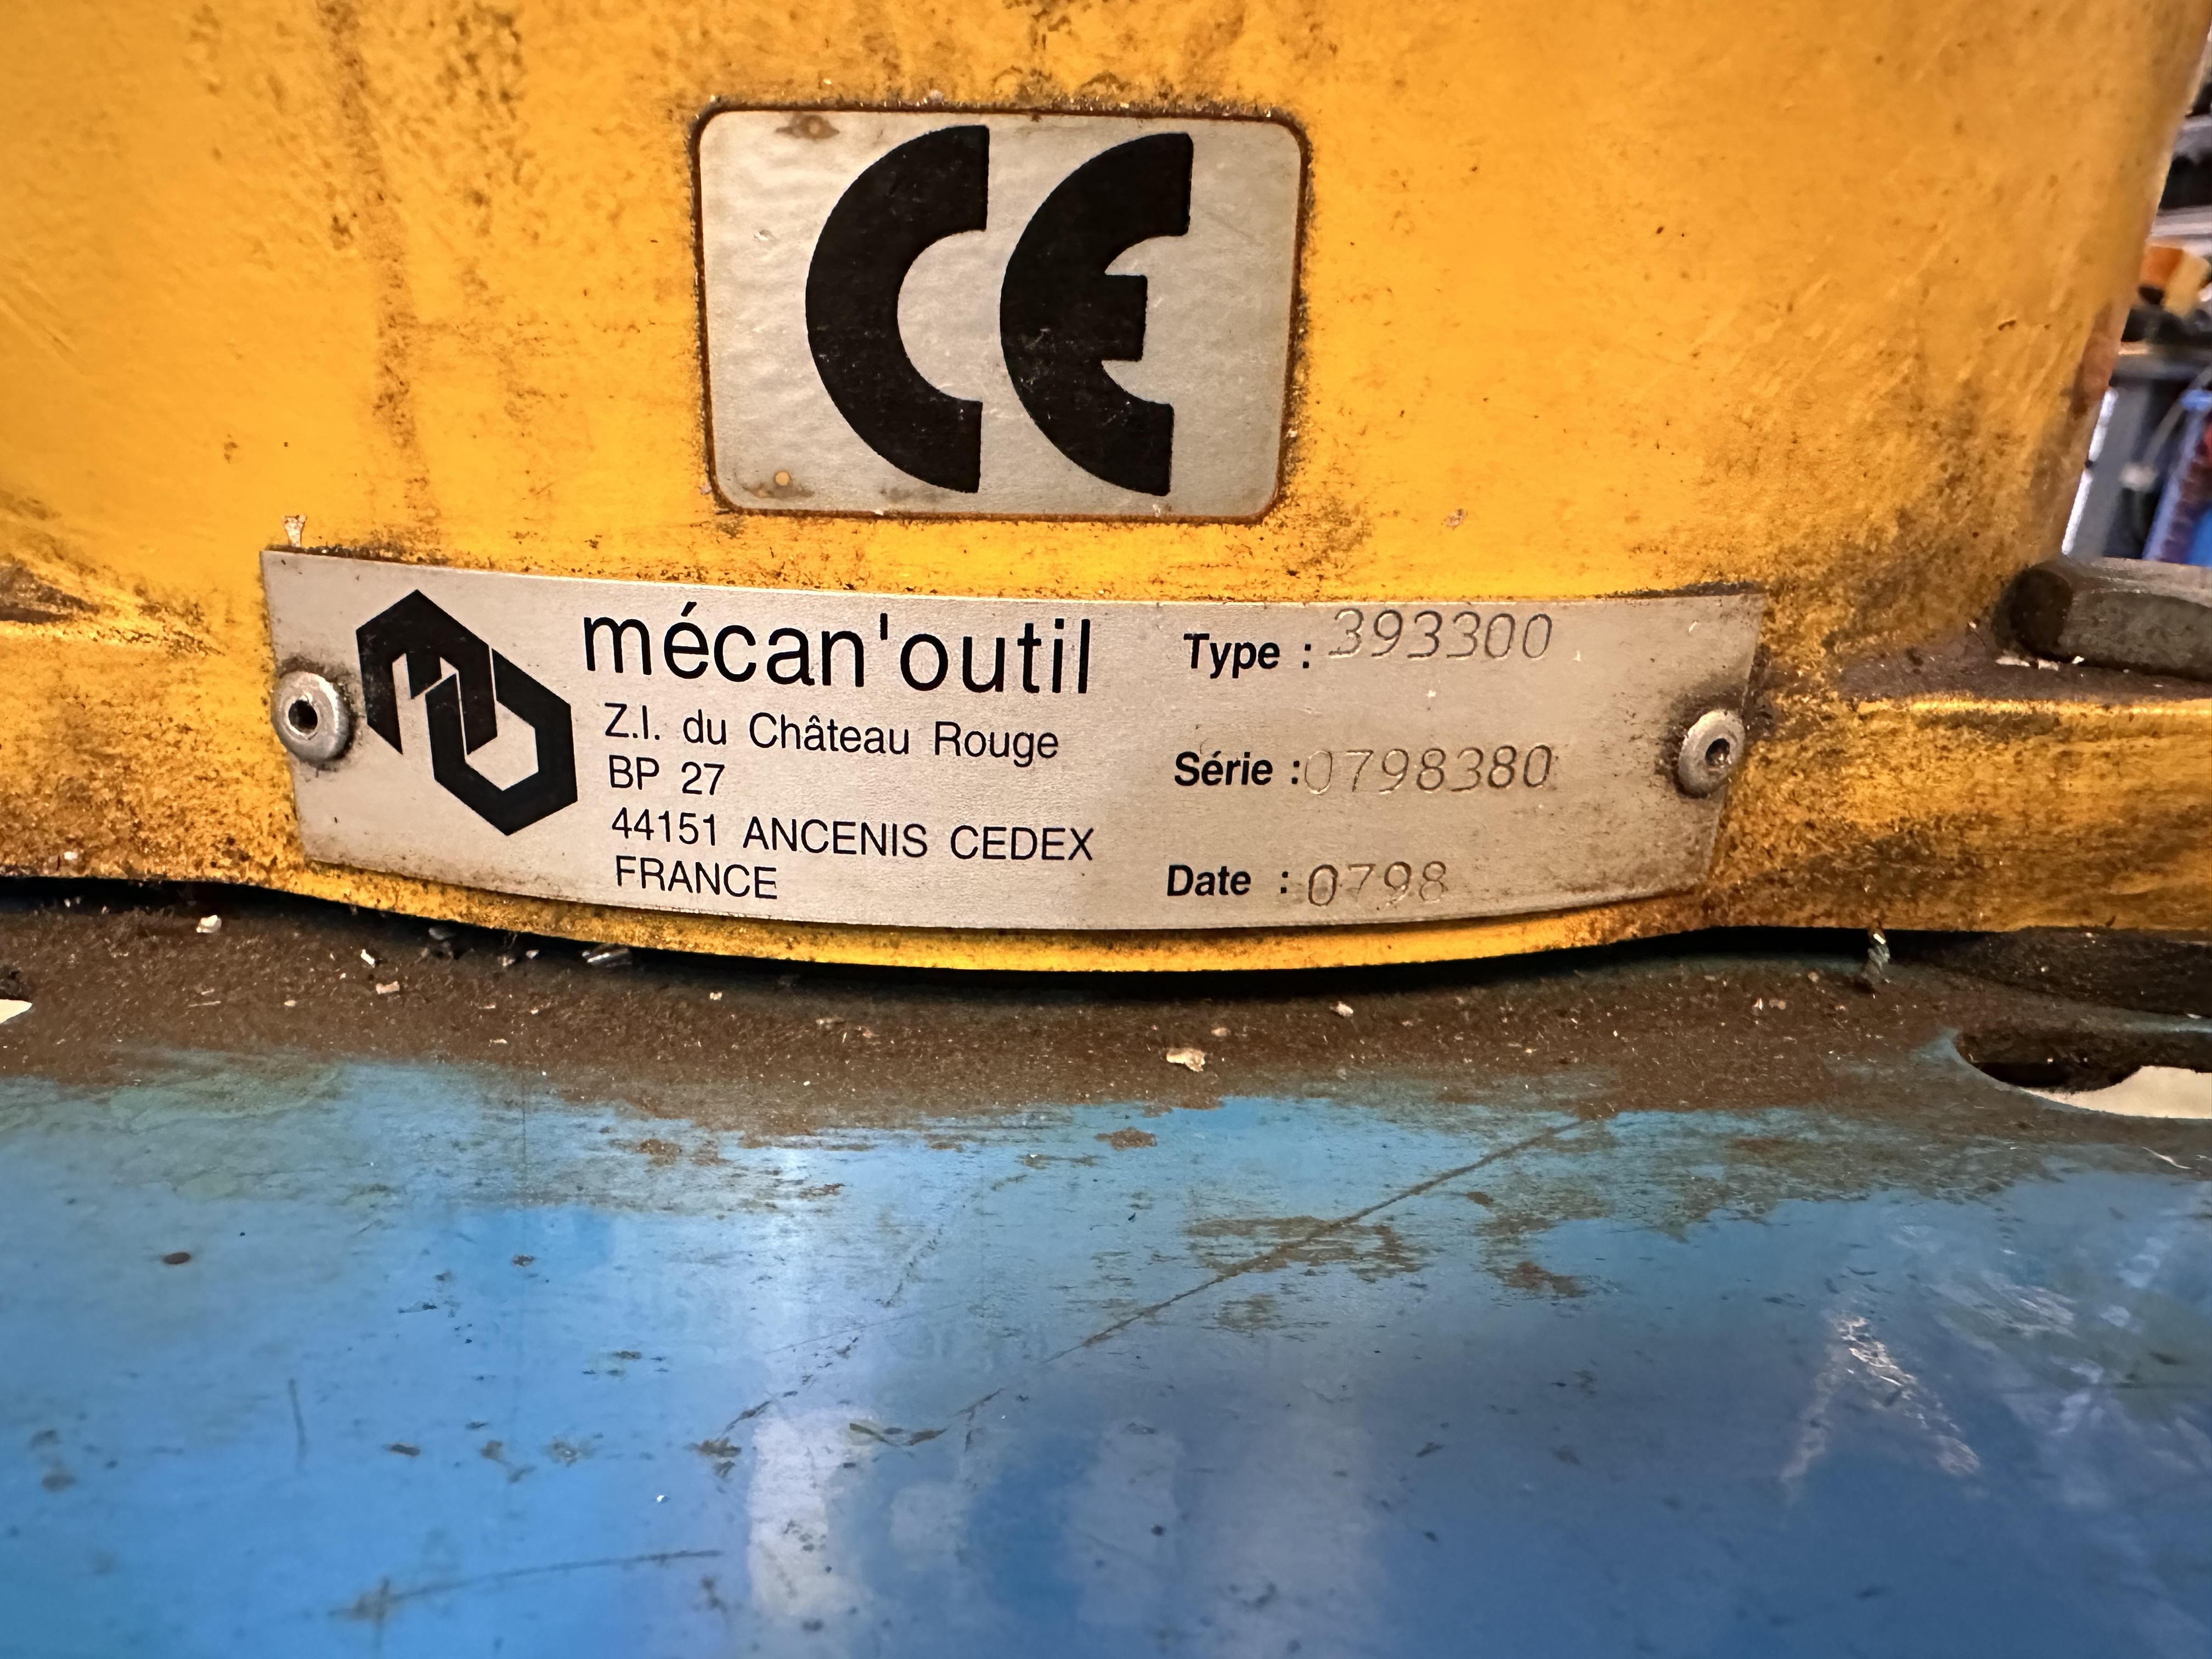 CE
mécan'outil
Z.I. du Château Rouge
BP 27
44151 ANCENIS CEDEX
FRANCE
Type : 393300
Série : 0798380
Date : 0798